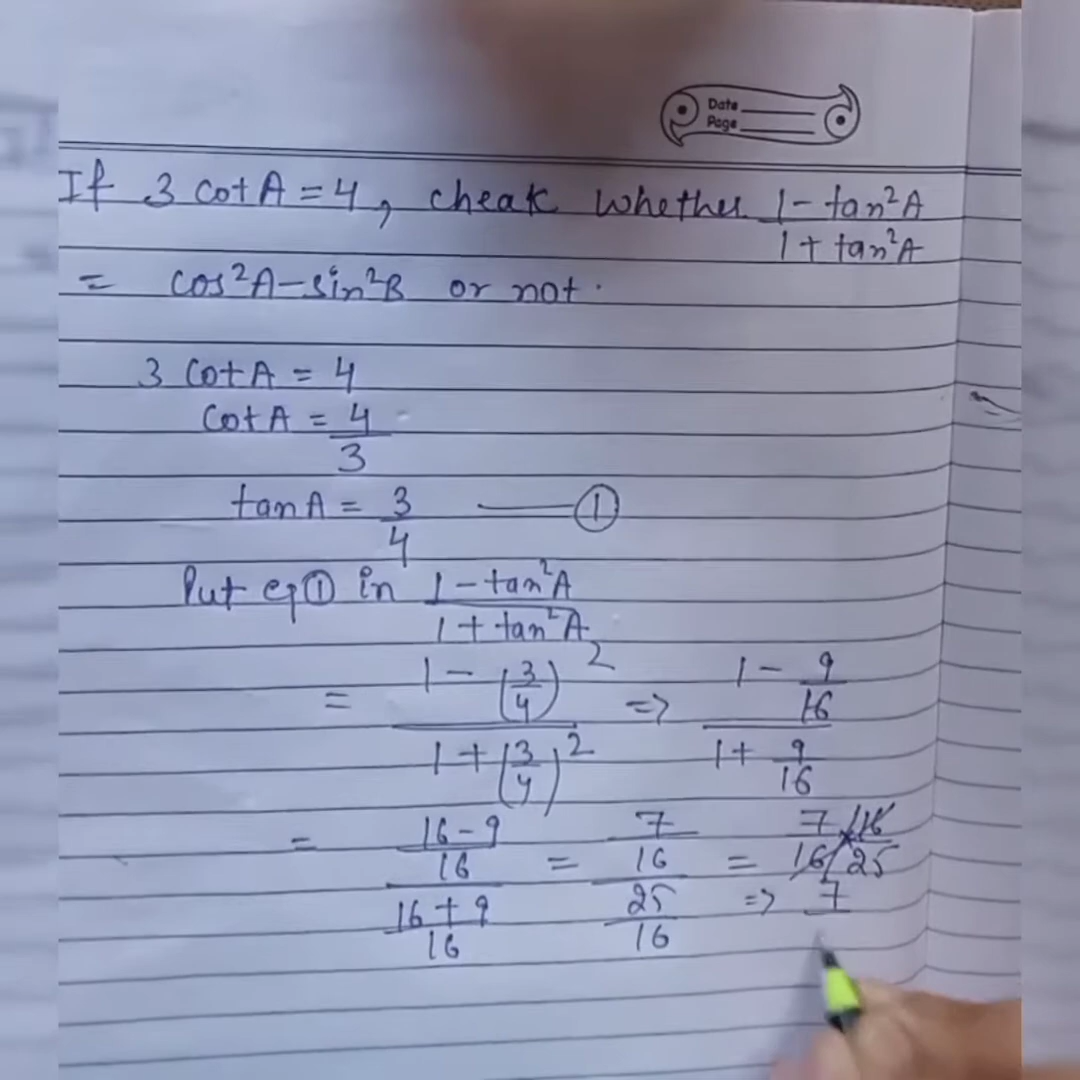 Date
Page
If 3 cot A = 4, cheak whether (1 - tan²A)/(1 + tan²A)
= cos²A - sin²B or not.
3 cot A = 4
cot A = 4/3
tan A = 3/4 —— ①
Put eq ① in (1 - tan²A)/(1 + tan²A)
= (1 - (3/4)²)/(1 + (3/4)²) => (1 - 9/16)/(1 + 9/16)
= ((16 - 9)/16)/((16 + 9)/16) = (7/16)/(25/16) = 7/16 × 16/25
=> 7